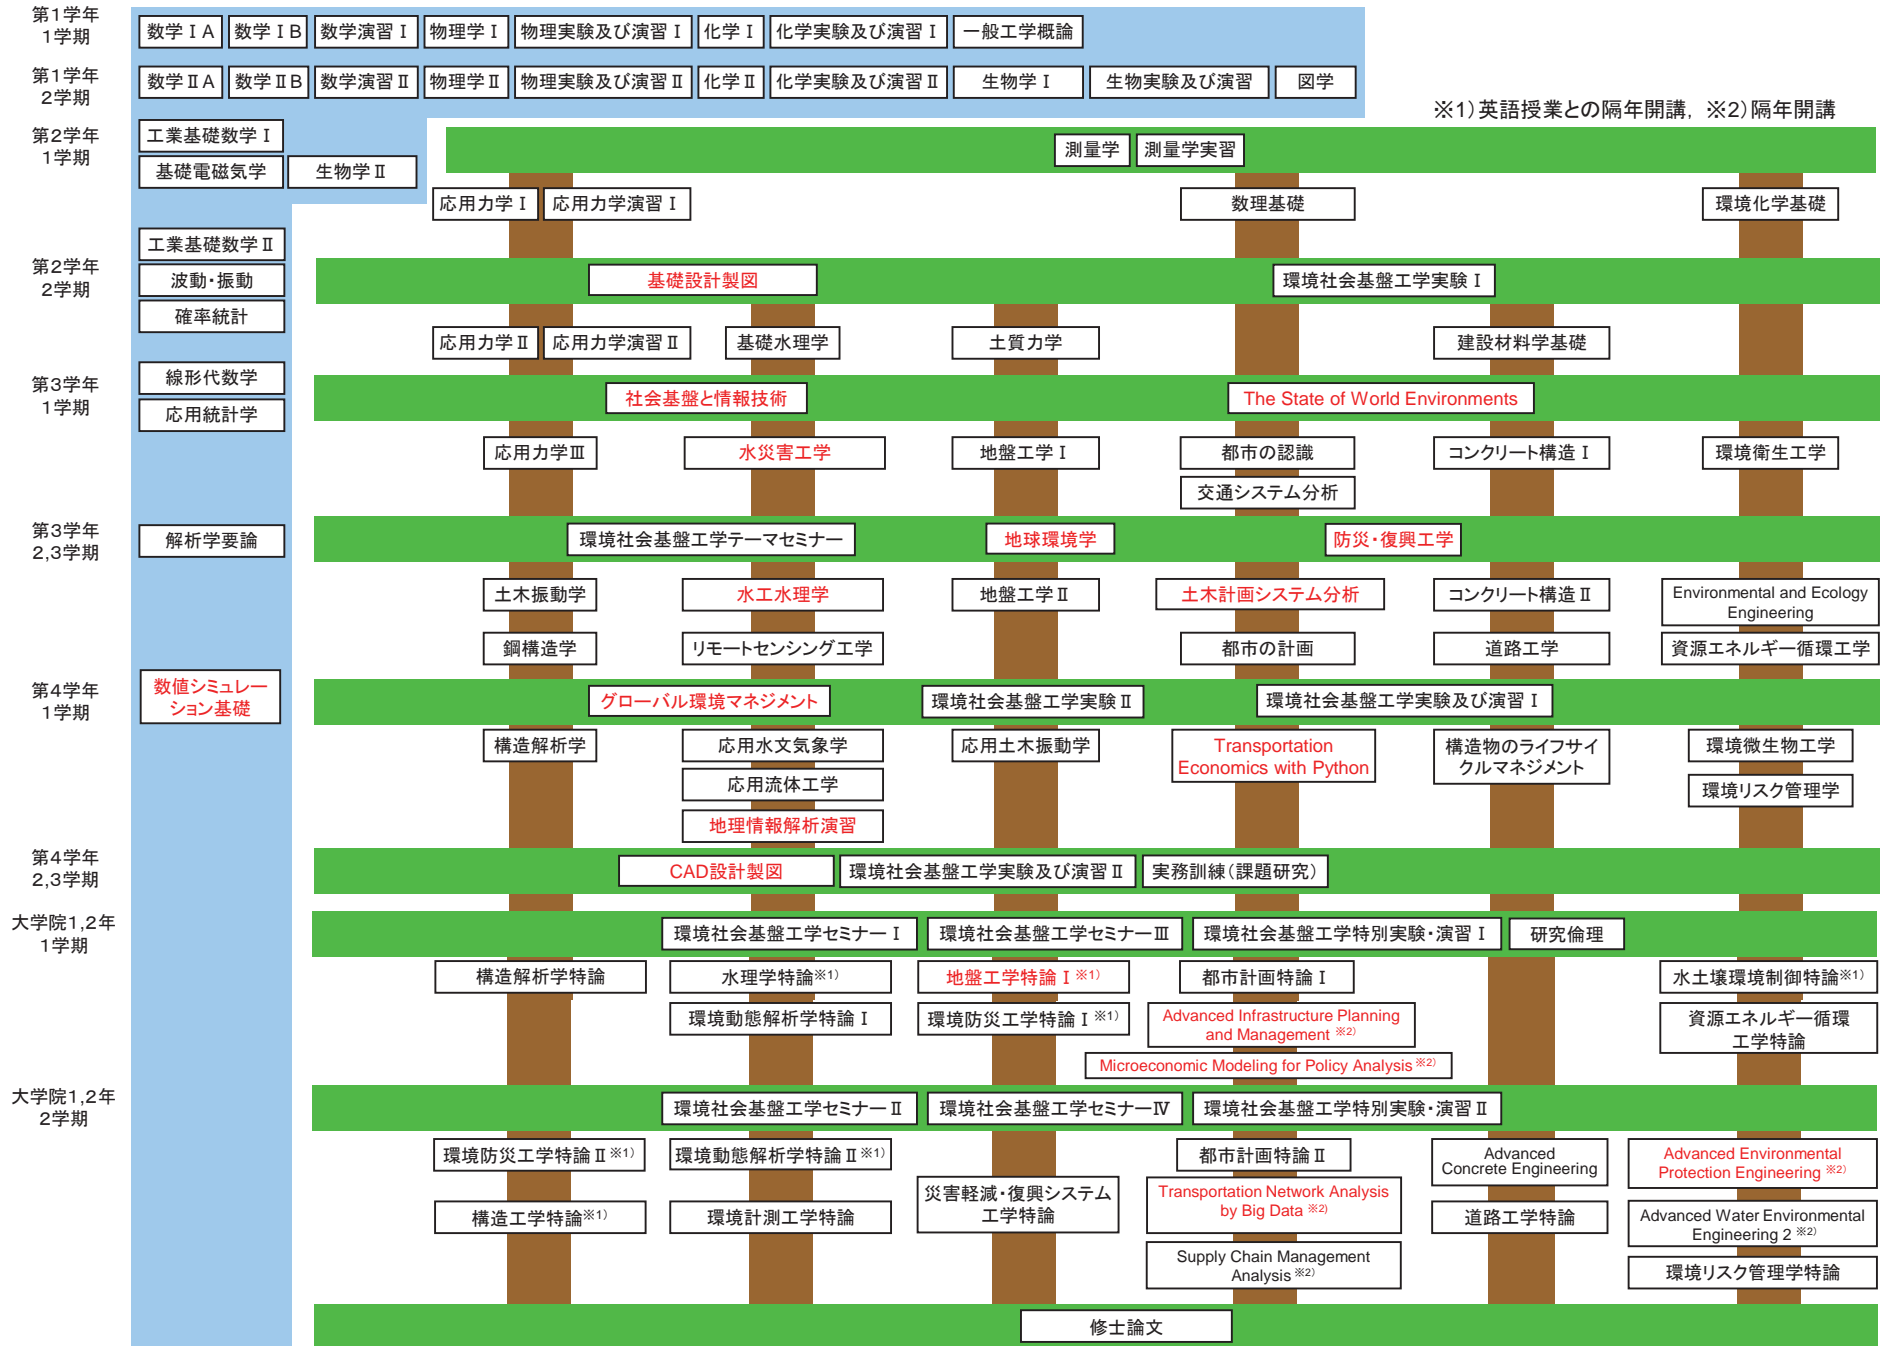 第1学年
1学期
数学ⅠA
数学ⅠB
数学演習Ⅰ
物理学Ⅰ
物理実験及び演習Ⅰ
化学Ⅰ
化学実験及び演習Ⅰ
一般工学概論
第1学年
2学期
数学ⅡA
数学ⅡB
数学演習Ⅱ
物理学Ⅱ
物理実験及び演習Ⅱ
化学Ⅱ
化学実験及び演習Ⅱ
生物学Ⅰ
生物実験及び演習
図学
※1)英語授業との隔年開講, ※2)隔年開講
第2学年
1学期
工業基礎数学Ⅰ
基礎電磁気学
生物学Ⅱ
測量学
測量学実習
応用力学Ⅰ
応用力学演習Ⅰ
数理基礎
環境化学基礎
第2学年
2学期
工業基礎数学Ⅱ
波動・振動
確率統計
基礎設計製図
環境社会基盤工学実験Ⅰ
応用力学Ⅱ
応用力学演習Ⅱ
基礎水理学
土質力学
建設材料学基礎
第3学年
1学期
線形代数学
応用統計学
社会基盤と情報技術
The State of World Environments
応用力学Ⅲ
水災害工学
地盤工学Ⅰ
都市の認識
コンクリート構造Ⅰ
環境衛生工学
交通システム分析
第3学年
2,3学期
解析学要論
環境社会基盤工学テーマセミナー
地球環境学
防災・復興工学
土木振動学
水工水理学
地盤工学Ⅱ
土木計画システム分析
コンクリート構造Ⅱ
Environmental and Ecology
Engineering
鋼構造学
リモートセンシング工学
都市の計画
道路工学
資源エネルギー循環工学
第4学年
1学期
数値シミュレー
ション基礎
グローバル環境マネジメント
環境社会基盤工学実験Ⅱ
環境社会基盤工学実験及び演習Ⅰ
構造解析学
応用水文気象学
応用土木振動学
Transportation
Economics with Python
構造物のライフサイ
クルマネジメント
環境微生物工学
応用流体工学
環境リスク管理学
地理情報解析演習
第4学年
2,3学期
CAD設計製図
環境社会基盤工学実験及び演習Ⅱ
実務訓練(課題研究)
大学院1,2年
1学期
環境社会基盤工学セミナーⅠ
環境社会基盤工学セミナーⅢ
環境社会基盤工学特別実験・演習Ⅰ
研究倫理
構造解析学特論
水理学特論※1)
地盤工学特論Ⅰ※1)
都市計画特論Ⅰ
水土壌環境制御特論※1)
環境動態解析学特論Ⅰ
環境防災工学特論Ⅰ※1)
Advanced Infrastructure Planning
and Management ※2)
資源エネルギー循環
工学特論
Microeconomic Modeling for Policy Analysis ※2)
大学院1,2年
2学期
環境社会基盤工学セミナーⅡ
環境社会基盤工学セミナーⅣ
環境社会基盤工学特別実験・演習Ⅱ
環境防災工学特論Ⅱ※1)
環境動態解析学特論Ⅱ※1)
都市計画特論Ⅱ
Advanced
Concrete Engineering
Advanced Environmental
Protection Engineering ※2)
構造工学特論※1)
環境計測工学特論
災害軽減・復興システム
工学特論
Transportation Network Analysis
by Big Data ※2)
道路工学特論
Advanced Water Environmental
Engineering 2 ※2)
Supply Chain Management
Analysis ※2)
環境リスク管理学特論
修士論文